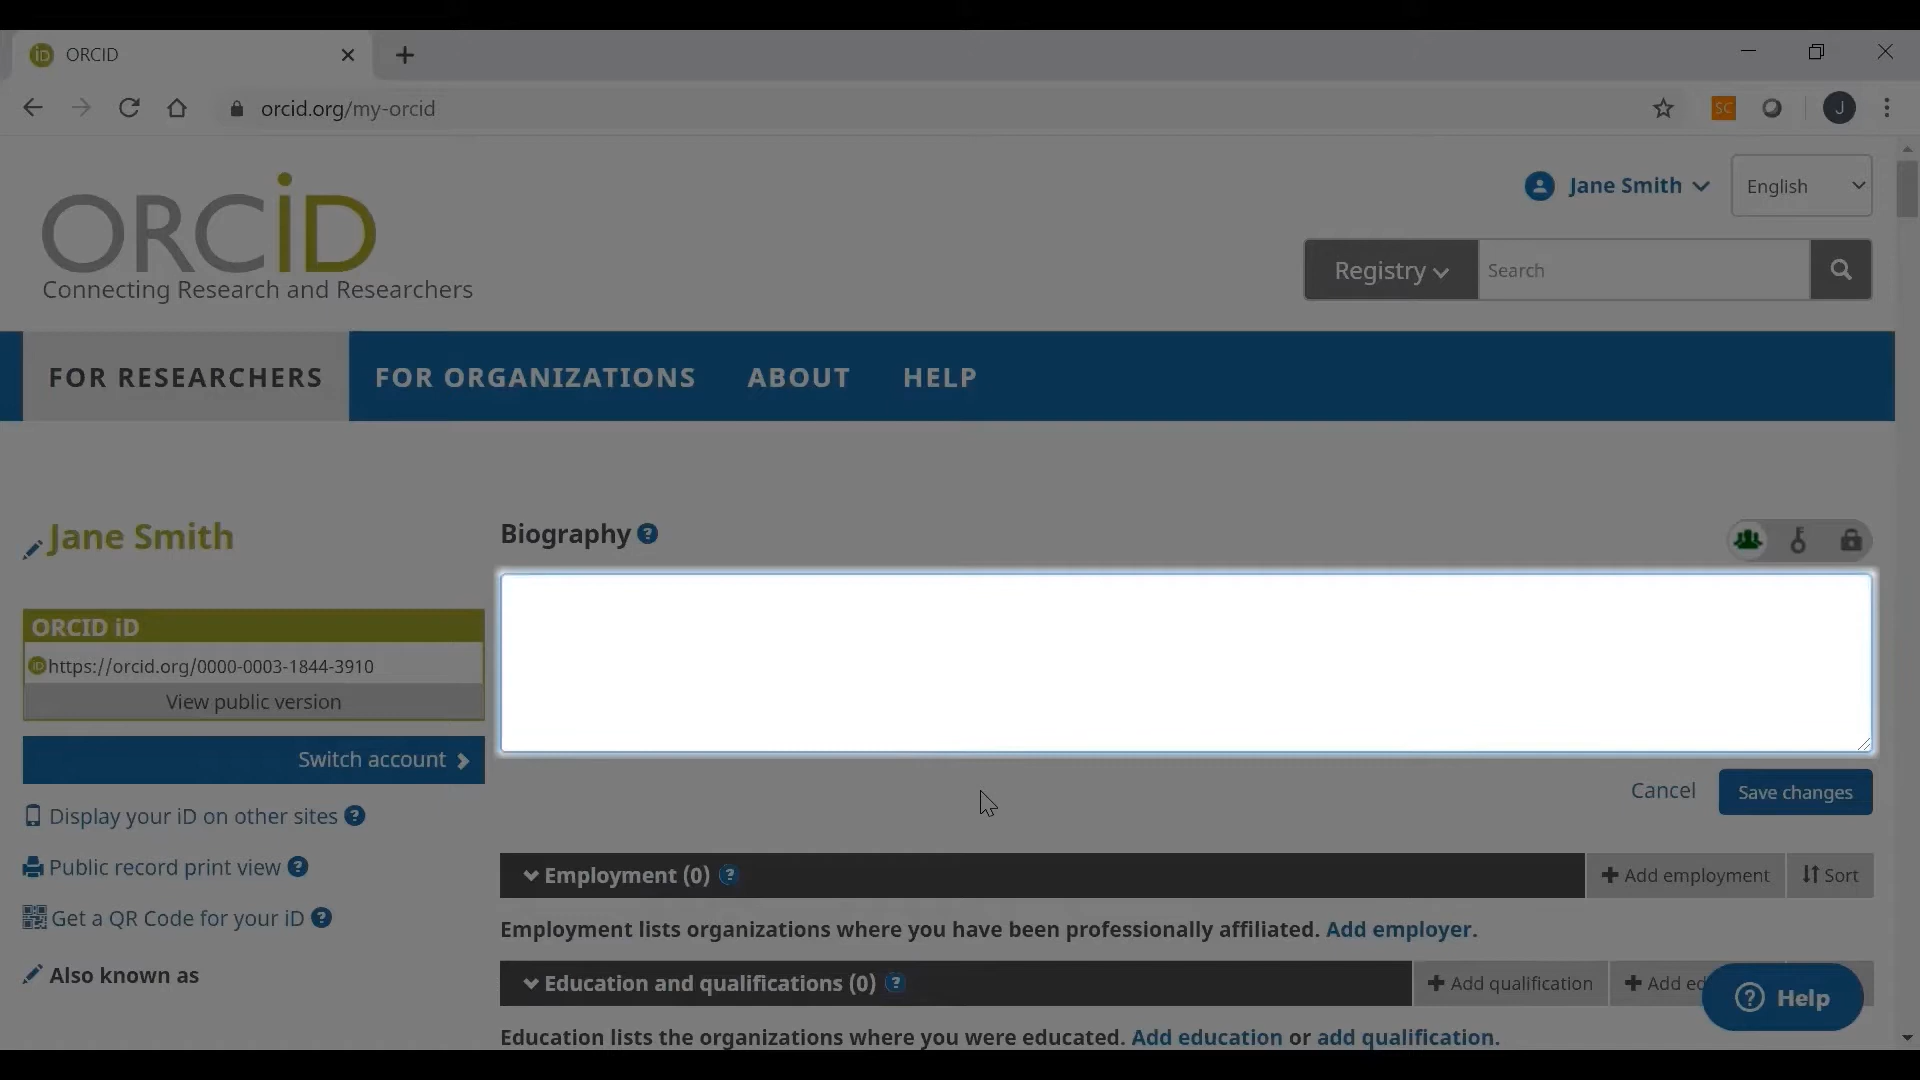 ORCID
orcid.org/my-orcid
SC
J
ORCiD
Connecting Research and Researchers
Jane Smith
English
Registry
Search
FOR RESEARCHERS
FOR ORGANIZATIONS
ABOUT
HELP
Jane Smith
Biography
ORCID iD
iD https://orcid.org/0000-0003-1844-3910
View public version
Switch account
Cancel
Save changes
Display your iD on other sites
Public record print view
Get a QR Code for your iD
Also known as
Employment (0)
Add employment
Sort
Employment lists organizations where you have been professionally affiliated. Add employer.
Education and qualifications (0)
Add qualification
Add ed
Help
Education lists the organizations where you were educated. Add education or add qualification.